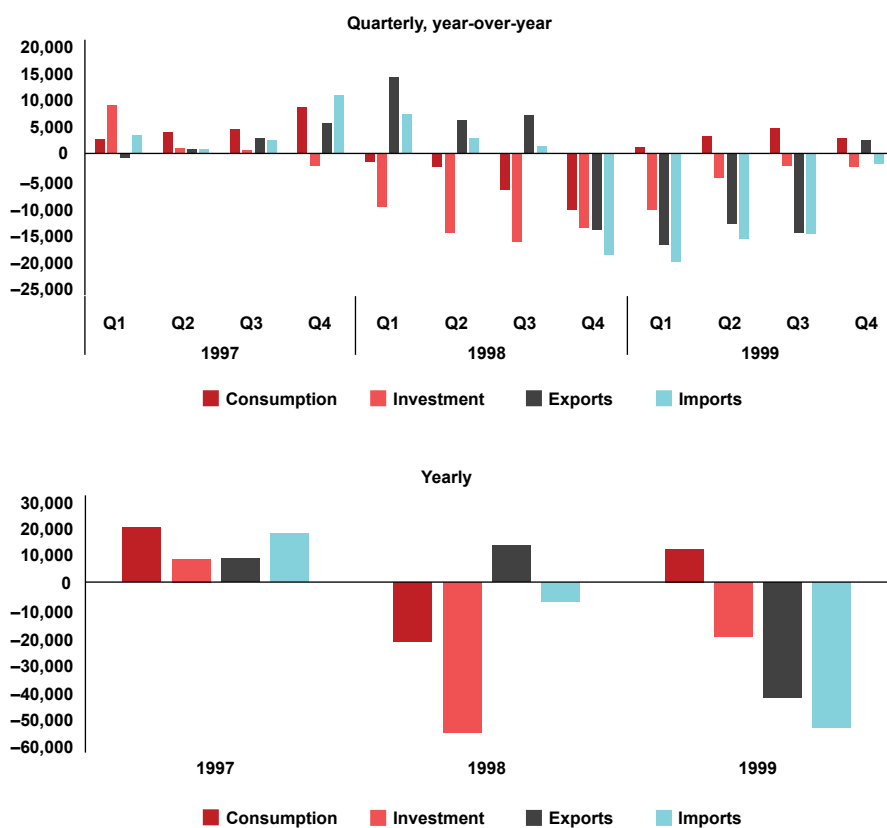 Quarterly, year-over-year
20,000
15,000
10,000
5,000
0
–5,000
–10,000
–15,000
–20,000
–25,000
Q1 Q2 Q3 Q4 Q1 Q2 Q3 Q4 Q1 Q2 Q3 Q4
1997 1998 1999
Consumption Investment Exports Imports
Yearly
30,000
20,000
10,000
0
–10,000
–20,000
–30,000
–40,000
–50,000
–60,000
1997 1998 1999
Consumption Investment Exports Imports